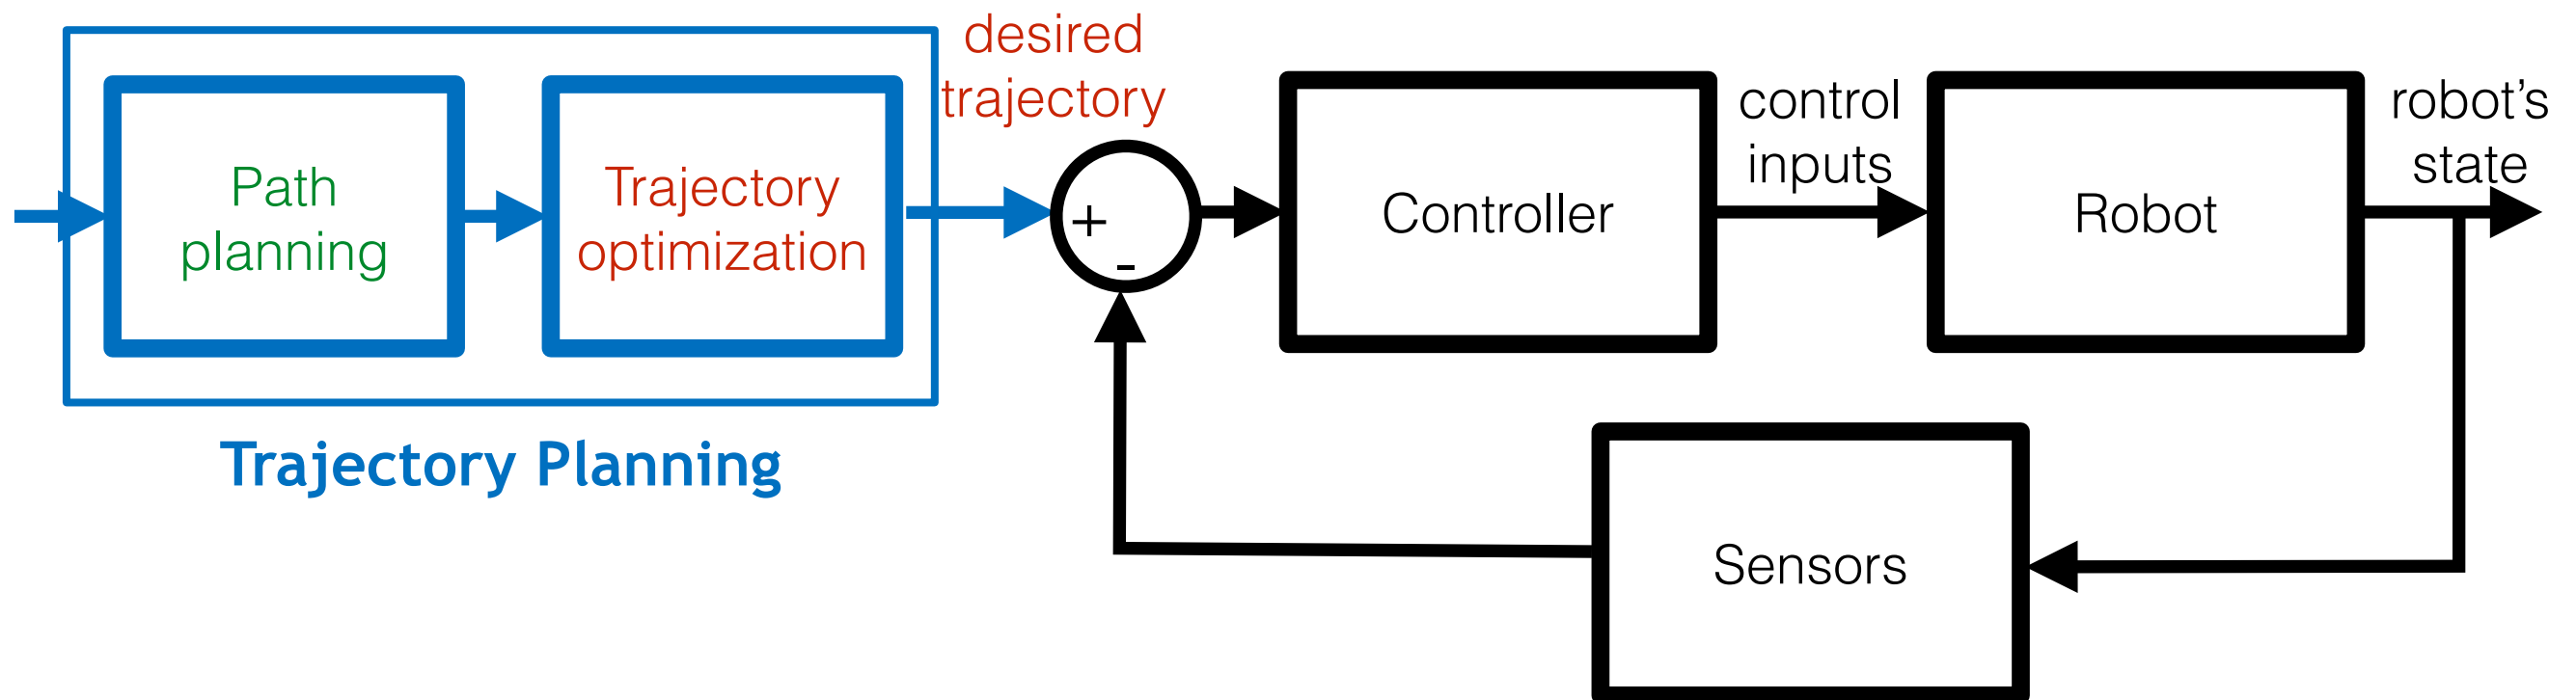 desired
trajectory
Path
planning
Trajectory
optimization
+
-
Controller
control
inputs
Robot
robot’s
state
Trajectory Planning
Sensors